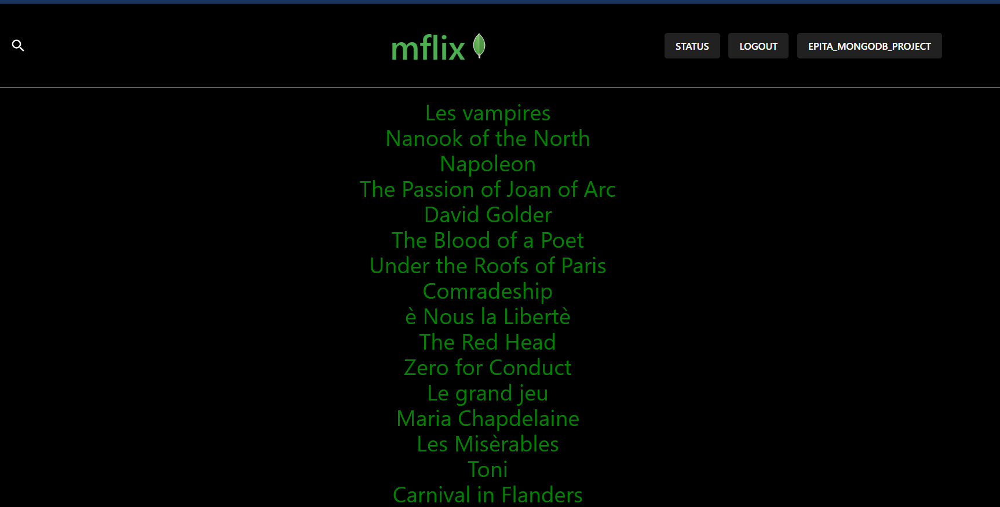 mflix
STATUS
LOGOUT
EPITA_MONGODB_PROJECT
Les vampires
Nanook of the North
Napoleon
The Passion of Joan of Arc
David Golder
The Blood of a Poet
Under the Roofs of Paris
Comradeship
è Nous la Libertè
The Red Head
Zero for Conduct
Le grand jeu
Maria Chapdelaine
Les Misèrables
Toni
Carnival in Flanders